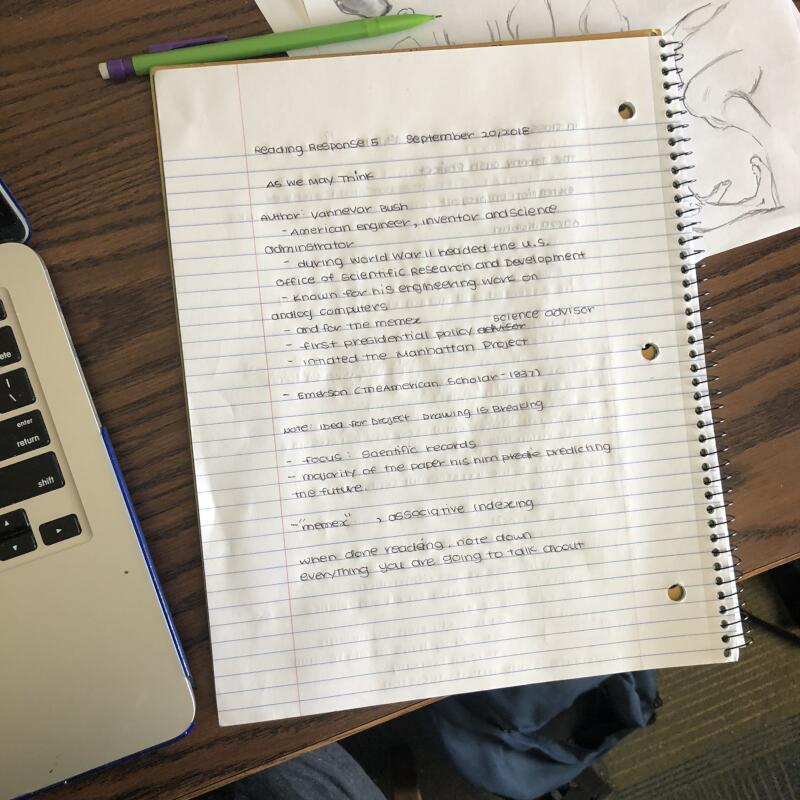 Reading Response 5 September 20, 2018
As We May Think
Author: Vannevar Bush
- American engineer, inventor and science
administrator
- during World War II headed the U.S.
Office of Scientific Research and Development
- known for his engineering work on
analog computers
- and for the memex
science advisor
- first presidential policy advisor
- initiated the Manhattan Project
- Emerson (The American Scholar - 1837)
Note: Idea for Project Drawing is Breaking
- focus: Scientific records
- majority of the paper his him predic predicting
the future.
- "memex" , associative indexing
when done reading, note down
everything you are going to talk about
delete
|
\
enter
return
shift